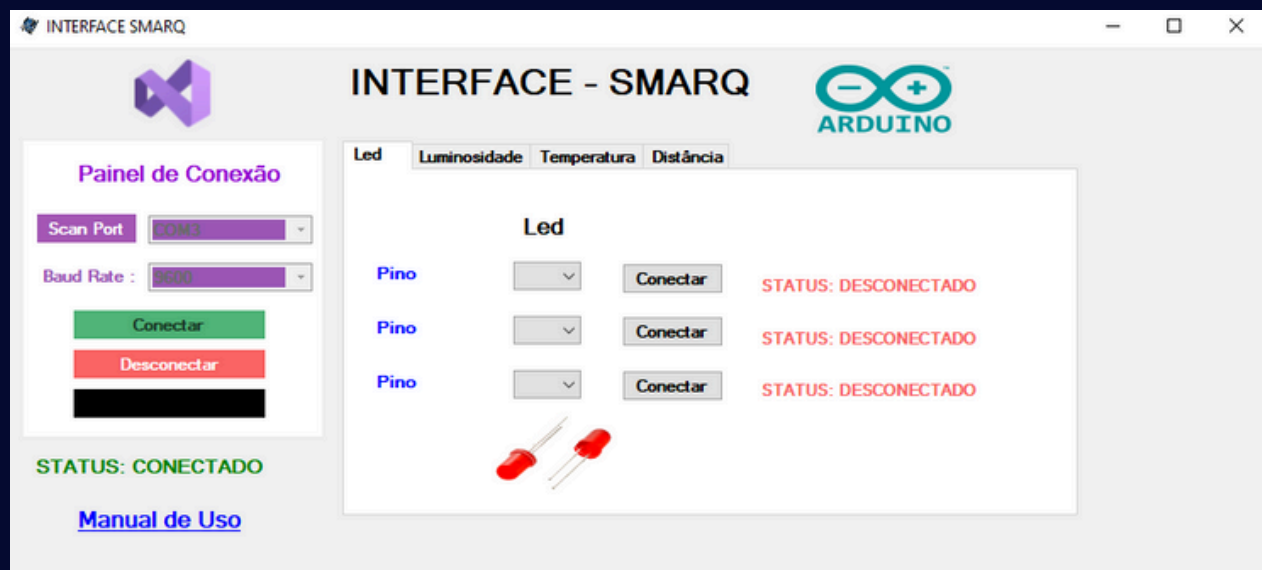 INTERFACE SMARQ
INTERFACE - SMARQ
ARDUINO
Painel de Conexão
Scan Port COM3
Baud Rate : 9600
Conectar
Desconectar
STATUS: CONECTADO
Manual de Uso
Led Luminosidade Temperatura Distância
Led
Pino Conectar STATUS: DESCONECTADO
Pino Conectar STATUS: DESCONECTADO
Pino Conectar STATUS: DESCONECTADO